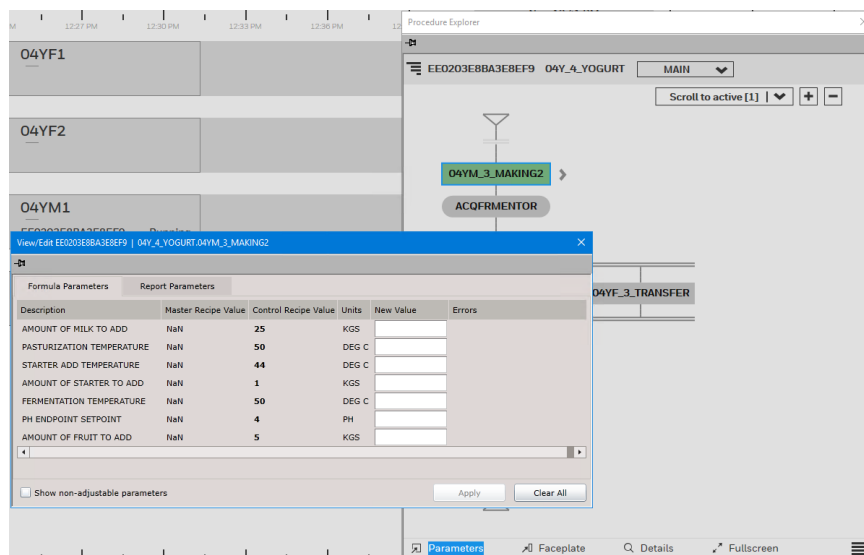 M 12:27 PM 12:30 PM 12:33 PM 12:36 PM 12
Procedure Explorer
04YF1
EE0203E8BA3E8EF9 04Y_4_YOGURT MAIN
Scroll to active [1] | + −
04YF2
04YM_3_MAKING2
04YM1
ACQFRMENTOR
EE0203E8BA3E8EF9 Running
View/Edit EE0203E8BA3E8EF9 | 04Y_4_YOGURT.04YM_3_MAKING2
Formula Parameters Report Parameters
04YF_3_TRANSFER
Description Master Recipe Value Control Recipe Value Units New Value Errors
AMOUNT OF MILK TO ADD NaN 25 KGS
PASTURIZATION TEMPERATURE NaN 50 DEG C
STARTER ADD TEMPERATURE NaN 44 DEG C
AMOUNT OF STARTER TO ADD NaN 1 KGS
FERMENTATION TEMPERATURE NaN 50 DEG C
PH ENDPOINT SETPOINT NaN 4 PH
AMOUNT OF FRUIT TO ADD NaN 5 KGS
Show non-adjustable parameters Apply Clear All
Parameters Faceplate Details Fullscreen